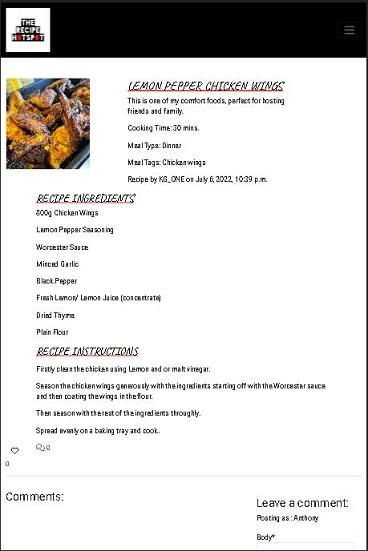 THE
RECIPE
HOTSPOT
LEMON PEPPER CHICKEN WINGS
This is one of my comfort foods, perfect for hosting
friends and family.
Cooking Time: 30 mins.
Meal Type: Dinner
Meal Tags: Chicken wings
Recipe by KG_ONE on July 6, 2022, 10:39 p.m.
RECIPE INGREDIENTS
800g Chicken Wings
Lemon Pepper Seasoning
Worcester Sauce
Minced Garlic
Black Pepper
Fresh Lemon/ Lemon Juice (concentrate)
Dried Thyme
Plain Flour
RECIPE INSTRUCTIONS
Firstly clean the chicken using Lemon and or malt vinegar.
Season the chicken wings generously with the ingredients starting off with the Worcester sauce
and then coating the wings in the flour.
Then season with the rest of the ingredients throughly.
Spread evenly on a baking tray and cook.
0
0
Comments:
Leave a comment:
Posting as : Anthony
Body*